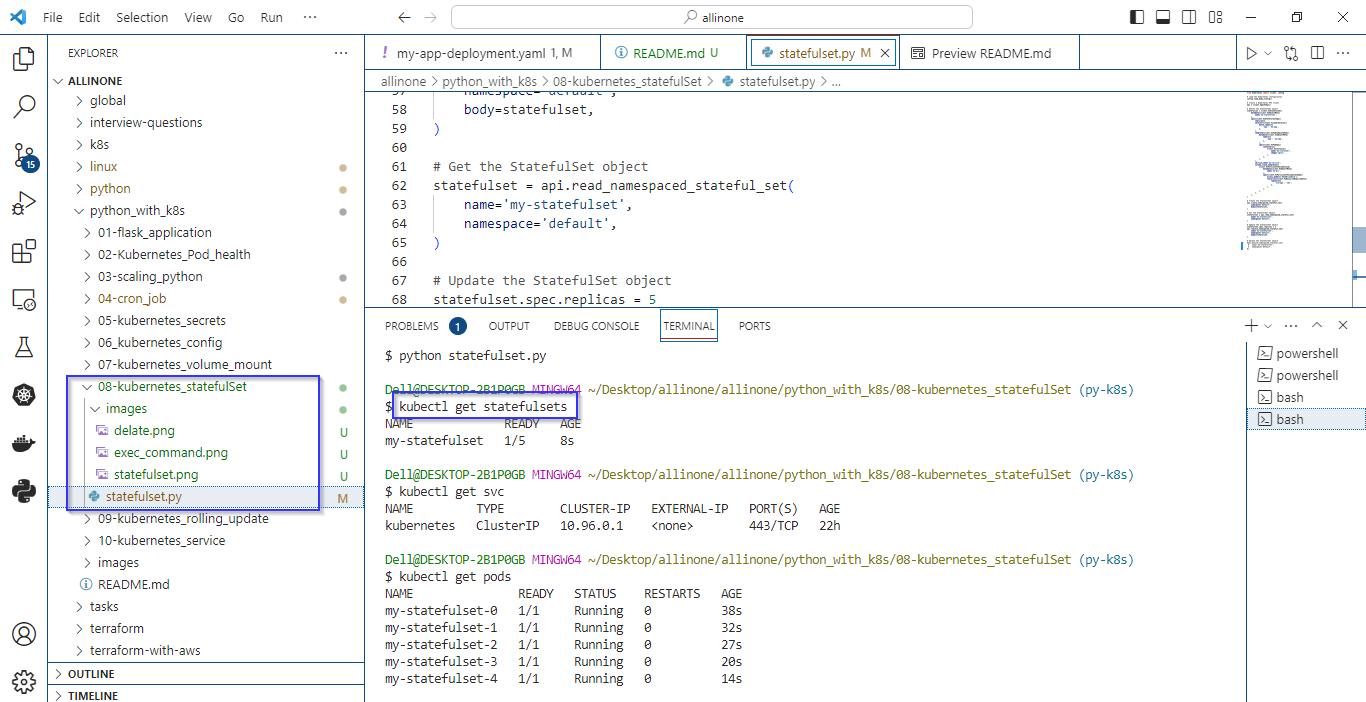 File Edit Selection View Go Run ··· allinone
EXPLORER ···
ALLINONE
global
interview-questions
k8s
linux
python
python_with_k8s
01-flask_application
02-Kubernetes_Pod_health
03-scaling_python
04-cron_job
05-kubernetes_secrets
06_kubernetes_config
07-kubernetes_volume_mount
08-kubernetes_statefulSet
images
delate.png U
exec_command.png U
statefulset.png U
statefulset.py M
09-kubernetes_rolling_update
10-kubernetes_service
images
README.md
tasks
terraform
terraform-with-aws
OUTLINE
TIMELINE
15
! my-app-deployment.yaml 1, M README.md U statefulset.py M Preview README.md
allinone > python_with_k8s > 08-kubernetes_statefulSet > statefulset.py > ...
57 namespace='default',
58 body=statefulset,
59 )
60
61 # Get the StatefulSet object
62 statefulset = api.read_namespaced_stateful_set(
63 name='my-statefulset',
64 namespace='default',
65 )
66
67 # Update the StatefulSet object
68 statefulset.spec.replicas = 5
PROBLEMS 1 OUTPUT DEBUG CONSOLE TERMINAL PORTS
$ python statefulset.py
Dell@DESKTOP-2B1P0GB MINGW64 ~/Desktop/allinone/allinone/python_with_k8s/08-kubernetes_statefulSet (py-k8s)
$ kubectl get statefulsets
NAME READY AGE
my-statefulset 1/5 8s
Dell@DESKTOP-2B1P0GB MINGW64 ~/Desktop/allinone/allinone/python_with_k8s/08-kubernetes_statefulSet (py-k8s)
$ kubectl get svc
NAME TYPE CLUSTER-IP EXTERNAL-IP PORT(S) AGE
kubernetes ClusterIP 10.96.0.1 <none> 443/TCP 22h
Dell@DESKTOP-2B1P0GB MINGW64 ~/Desktop/allinone/allinone/python_with_k8s/08-kubernetes_statefulSet (py-k8s)
$ kubectl get pods
NAME READY STATUS RESTARTS AGE
my-statefulset-0 1/1 Running 0 38s
my-statefulset-1 1/1 Running 0 32s
my-statefulset-2 1/1 Running 0 27s
my-statefulset-3 1/1 Running 0 20s
my-statefulset-4 1/1 Running 0 14s
powershell
powershell
bash
bash